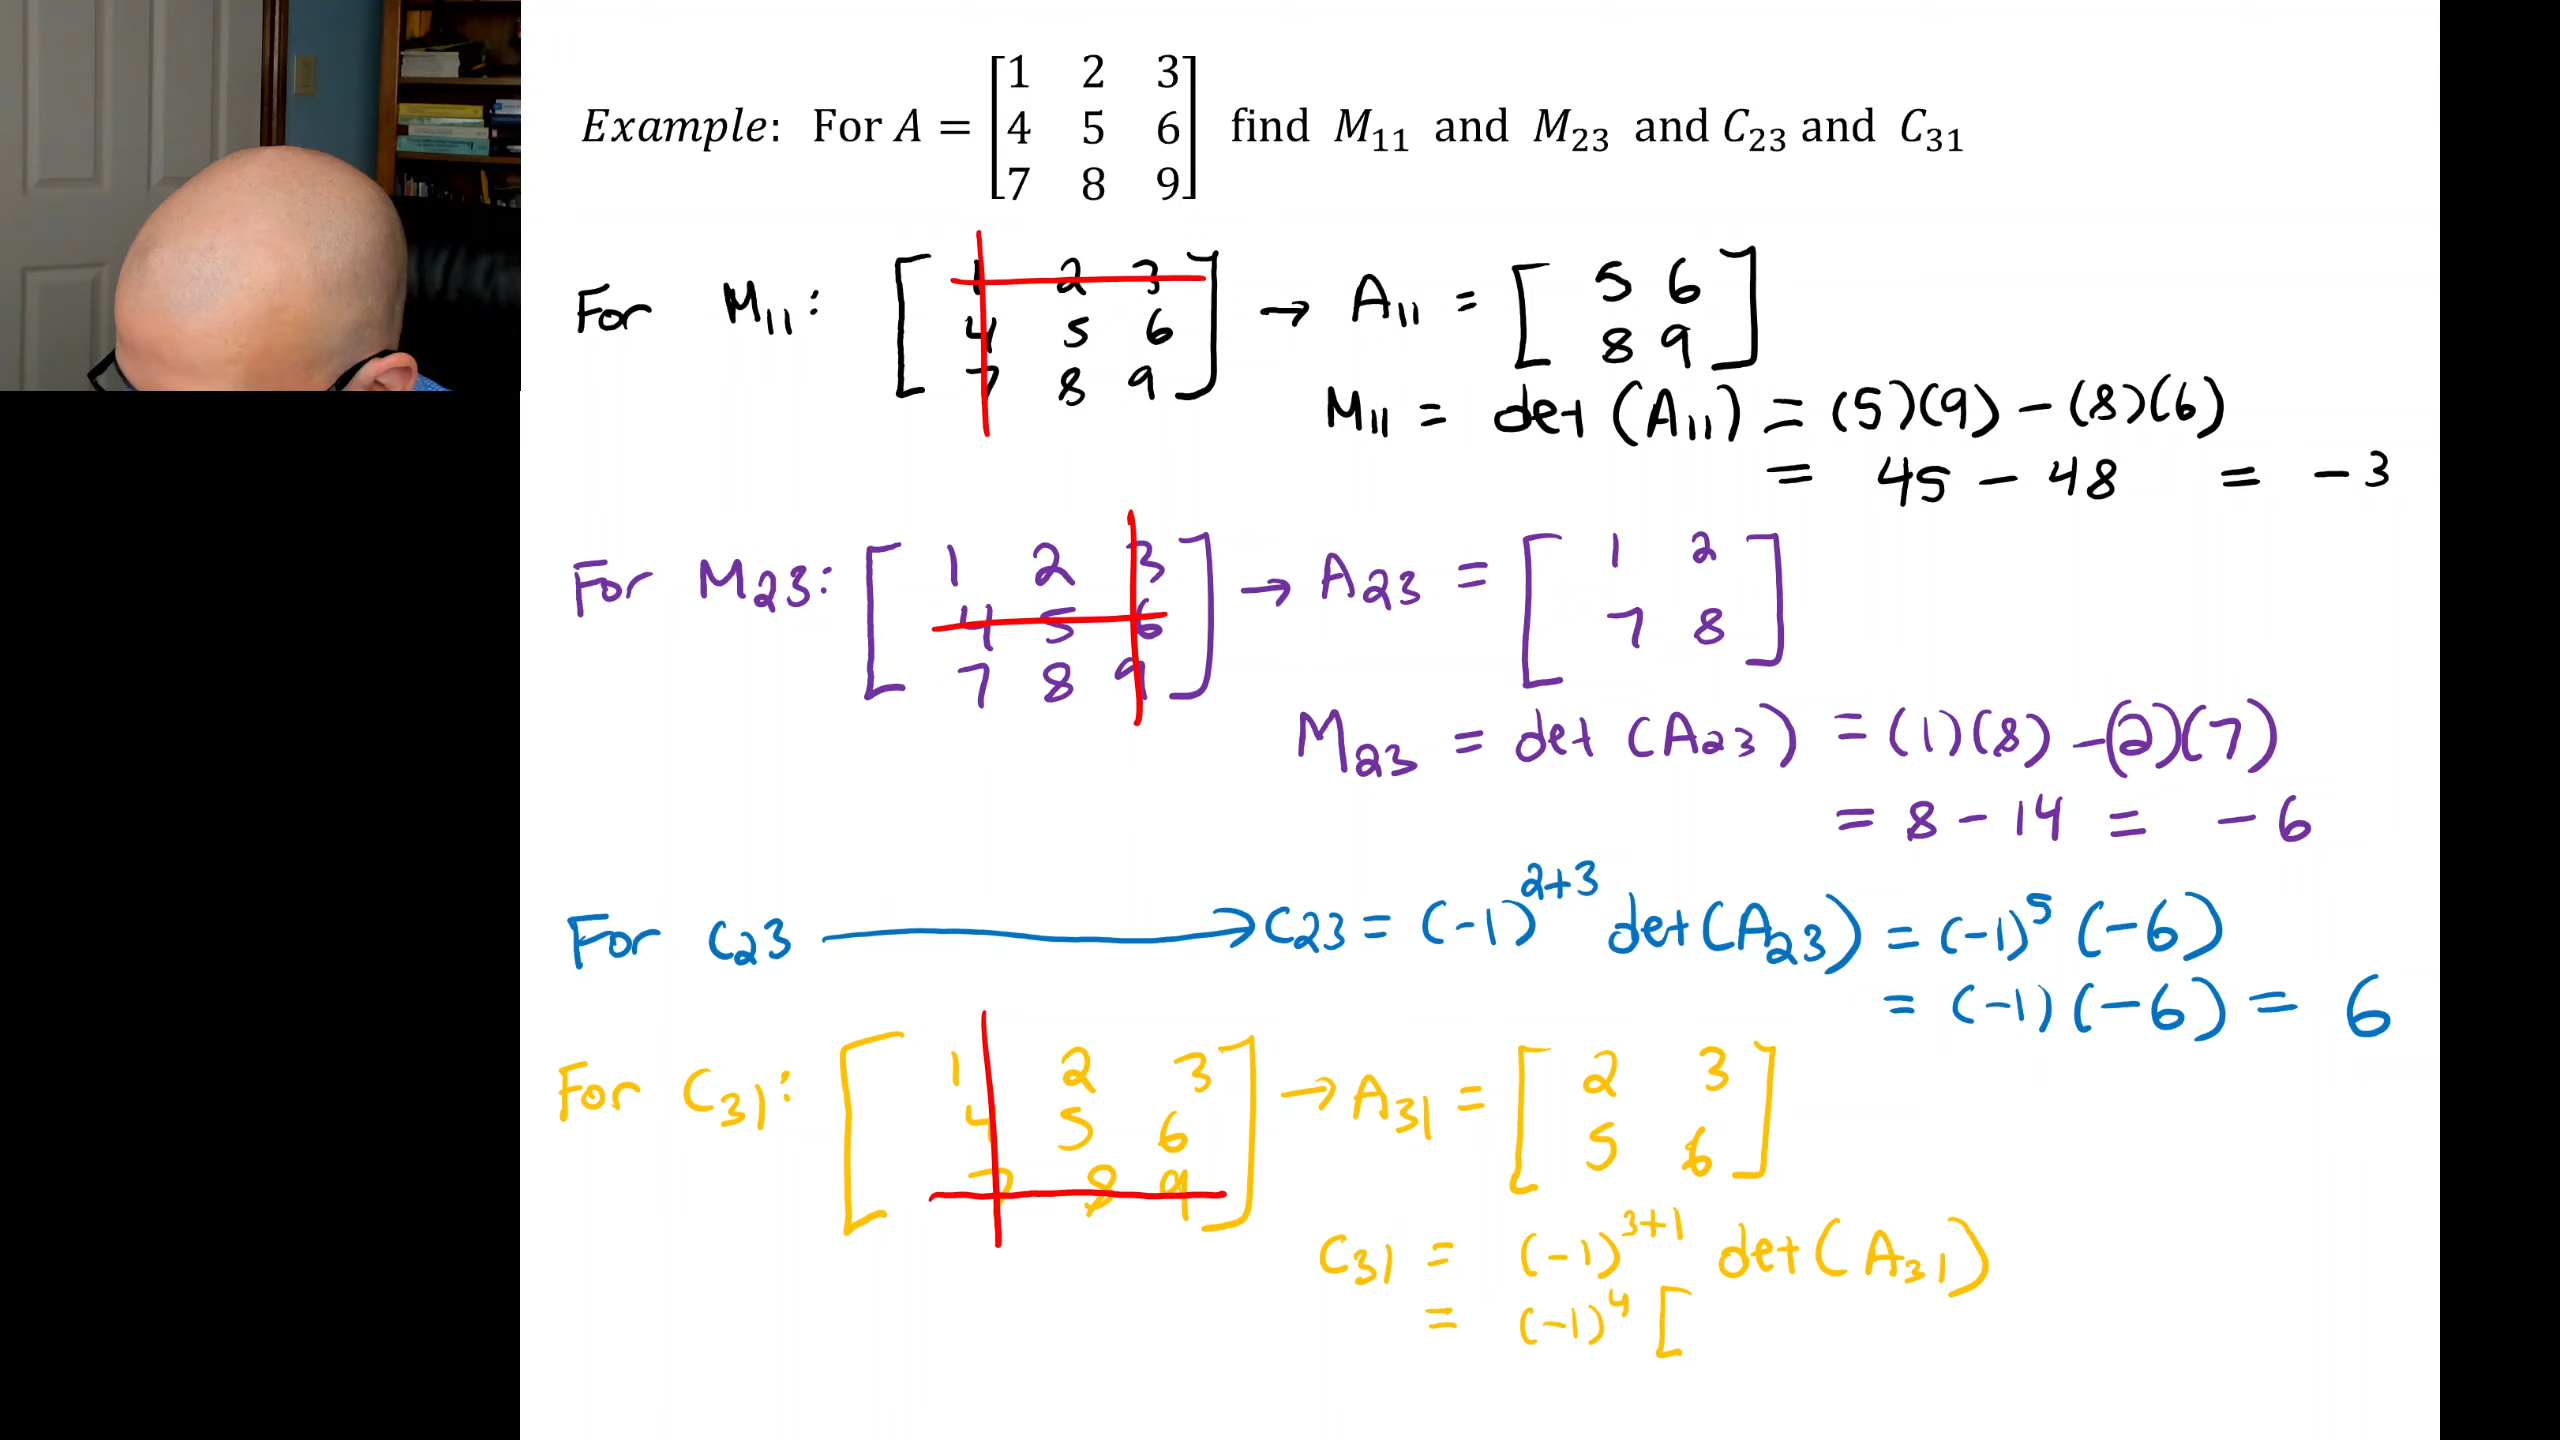 Example: For A = [1 2 3
4 5 6
7 8 9] find M₁₁ and M₂₃ and C₂₃ and C₃₁
For M₁₁: [1 2 3
4 5 6
7 8 9] → A₁₁ = [5 6
8 9]
M₁₁ = det (A₁₁) = (5)(9) − (8)(6)
= 45 − 48 = −3
For M₂₃: [1 2 3
4 5 6
7 8 9] → A₂₃ = [1 2
7 8]
M₂₃ = det (A₂₃) = (1)(8) −(2)(7)
= 8 − 14 = −6
For C₂₃ → C₂₃ = (−1)²⁺³ det(A₂₃) = (−1)⁵ (−6)
= (−1)(−6) = 6
For C₃₁: [1 2 3
4 5 6
7 8 9] → A₃₁ = [2 3
5 6]
C₃₁ = (−1)³⁺¹ det(A₃₁)
= (−1)⁴ [